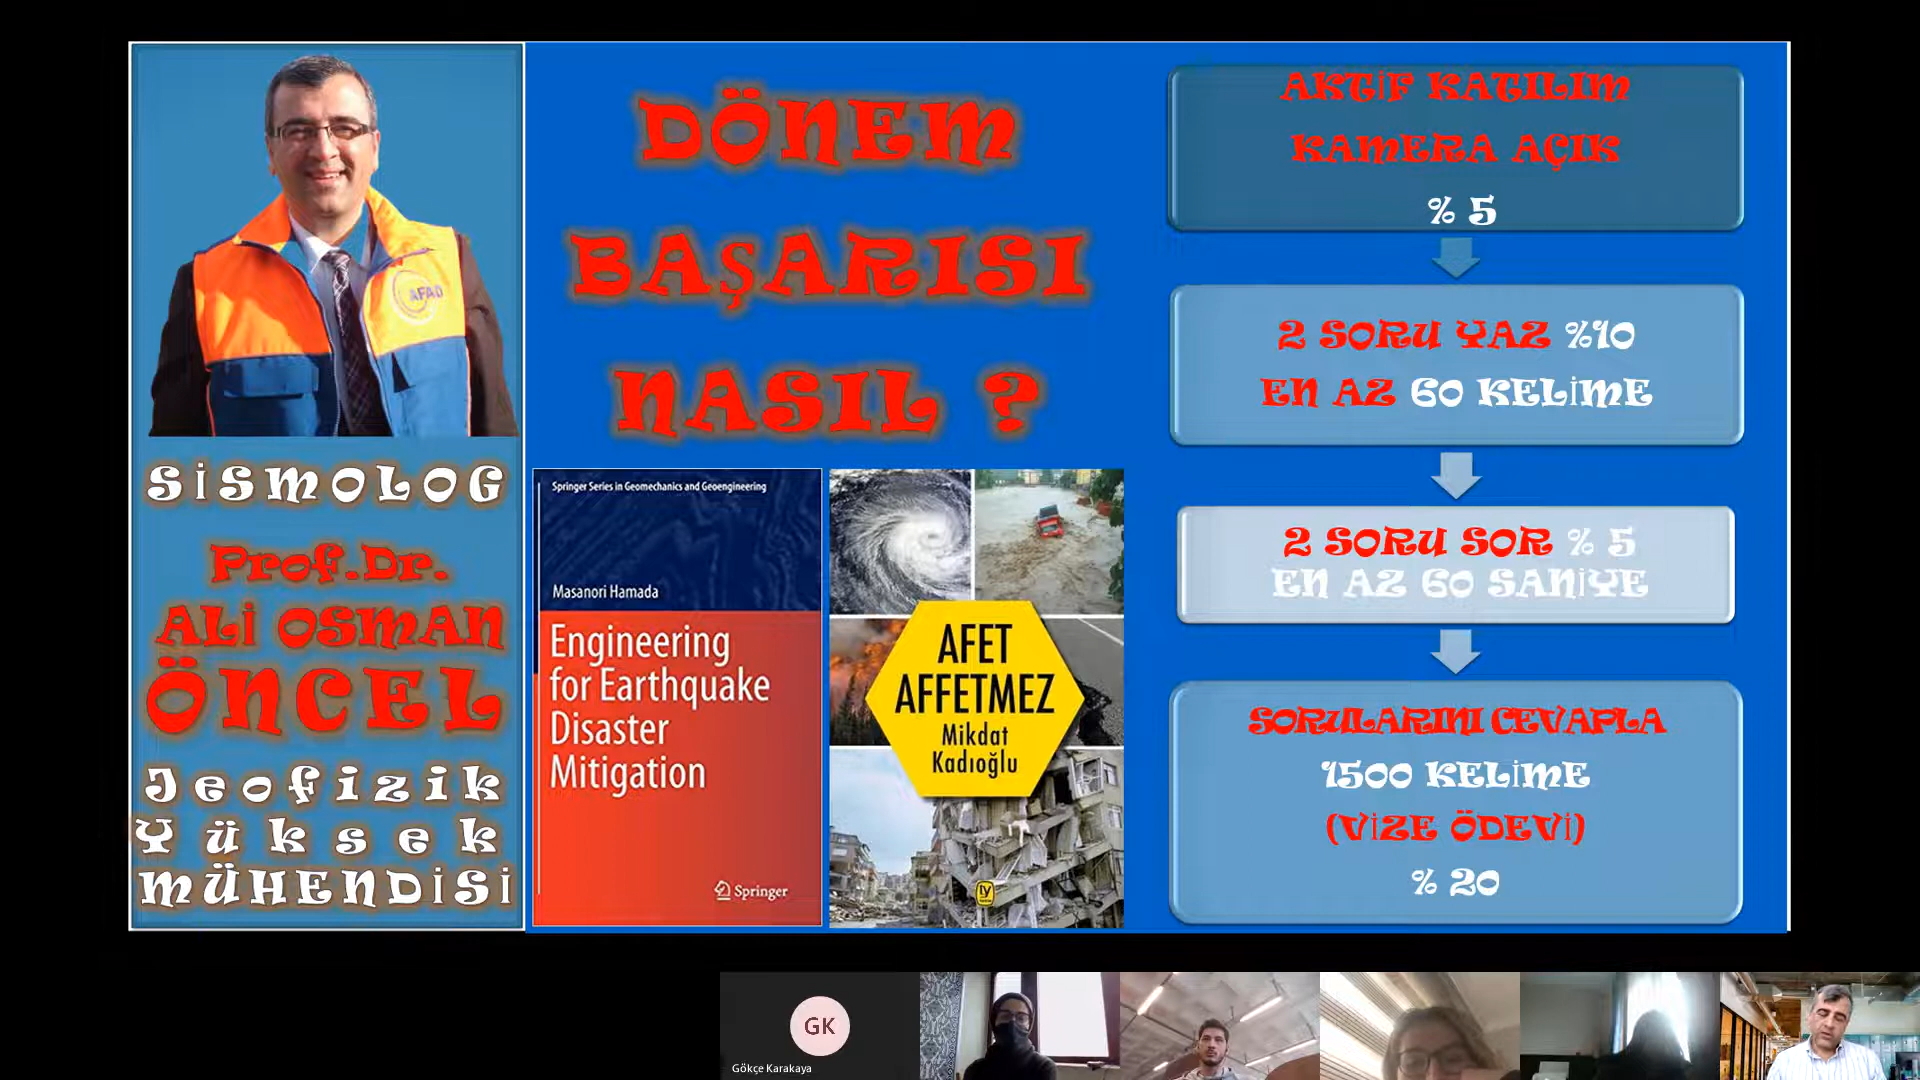 AFAD
SİSMOLOG
Prof.Dr.
ALİ OSMAN
ÖNCEL
Jeofizik
Yüksek
MÜHENDİSİ
DÖNEM
BAŞARISI
NASIL ?
Springer Series in Geomechanics and Geoengineering
Masanori Hamada
Engineering
for Earthquake
Disaster
Mitigation
Springer
AFET
AFFETMEZ
Mikdat
Kadıoğlu
AKTİF KATILIM
KAMERA AÇIK
% 5
2 SORU YAZ %10
EN AZ 60 KELİME
2 SORU SOR % 5
EN AZ 60 SANİYE
SORULARINI CEVAPLA
1500 KELİME
(VİZE ÖDEVİ)
% 20
GK
Gökçe Karakaya